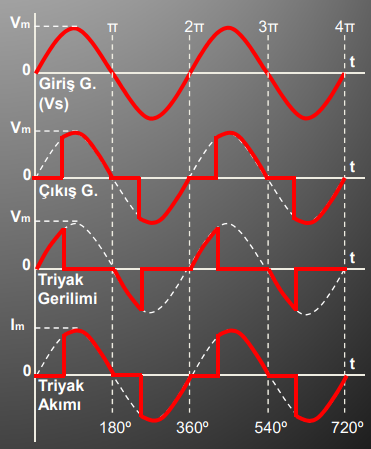 Vm π 2π 3π 4π
0 t
Giriş G.
(Vs)
Vm
0 t
Çıkış G.
Vm
0 t
Triyak
Gerilimi
Im
0 t
Triyak
Akımı
180º 360º 540º 720º